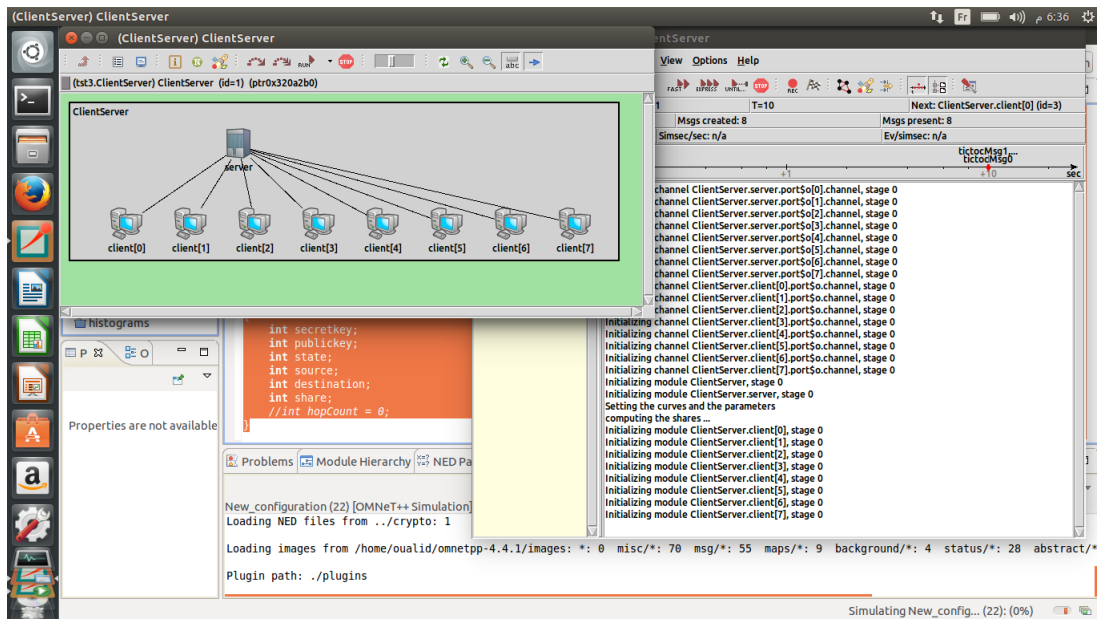 (ClientServer) ClientServer
Fr
م 6:36
(ClientServer) ClientServer
(tst3.ClientServer) ClientServer (id=1) (ptr0x320a2b0)
ClientServer
server
client[0] client[1] client[2] client[3] client[4] client[5] client[6] client[7]
entServer
View Options Help
RUN STOP abc
FAST EXPRESS UNTIL... STOP REC
T=10 Next: ClientServer.client[0] (id=3)
Msgs created: 8 Msgs present: 8
Simsec/sec: n/a Ev/simsec: n/a
tictocMsg1,...
tictocMsg0
+1 +10 sec
channel ClientServer.server.port$o[0].channel, stage 0
channel ClientServer.server.port$o[1].channel, stage 0
channel ClientServer.server.port$o[2].channel, stage 0
channel ClientServer.server.port$o[3].channel, stage 0
channel ClientServer.server.port$o[4].channel, stage 0
channel ClientServer.server.port$o[5].channel, stage 0
channel ClientServer.server.port$o[6].channel, stage 0
channel ClientServer.server.port$o[7].channel, stage 0
channel ClientServer.client[0].port$o.channel, stage 0
channel ClientServer.client[1].port$o.channel, stage 0
channel ClientServer.client[2].port$o.channel, stage 0
Initializing channel ClientServer.client[3].port$o.channel, stage 0
Initializing channel ClientServer.client[4].port$o.channel, stage 0
Initializing channel ClientServer.client[5].port$o.channel, stage 0
Initializing channel ClientServer.client[6].port$o.channel, stage 0
Initializing channel ClientServer.client[7].port$o.channel, stage 0
Initializing module ClientServer, stage 0
Initializing module ClientServer.server, stage 0
Setting the curves and the parameters
computing the shares ...
Initializing module ClientServer.client[0], stage 0
Initializing module ClientServer.client[1], stage 0
Initializing module ClientServer.client[2], stage 0
Initializing module ClientServer.client[3], stage 0
Initializing module ClientServer.client[4], stage 0
Initializing module ClientServer.client[5], stage 0
Initializing module ClientServer.client[6], stage 0
Initializing module ClientServer.client[7], stage 0
histograms
P O
Properties are not available
int secretkey;
int publickey;
int state;
int source;
int destination;
int share;
//int hopCount = 0;
}
Problems Module Hierarchy NED Pa
New_configuration (22) [OMNeT++ Simulation]
Loading NED files from ../crypto: 1
Loading images from /home/oualid/omnetpp-4.4.1/images: *: 0 misc/*: 70 msg/*: 55 maps/*: 9 background/*: 4 status/*: 28 abstract/*
Plugin path: ./plugins
Simulating New_config... (22): (0%)